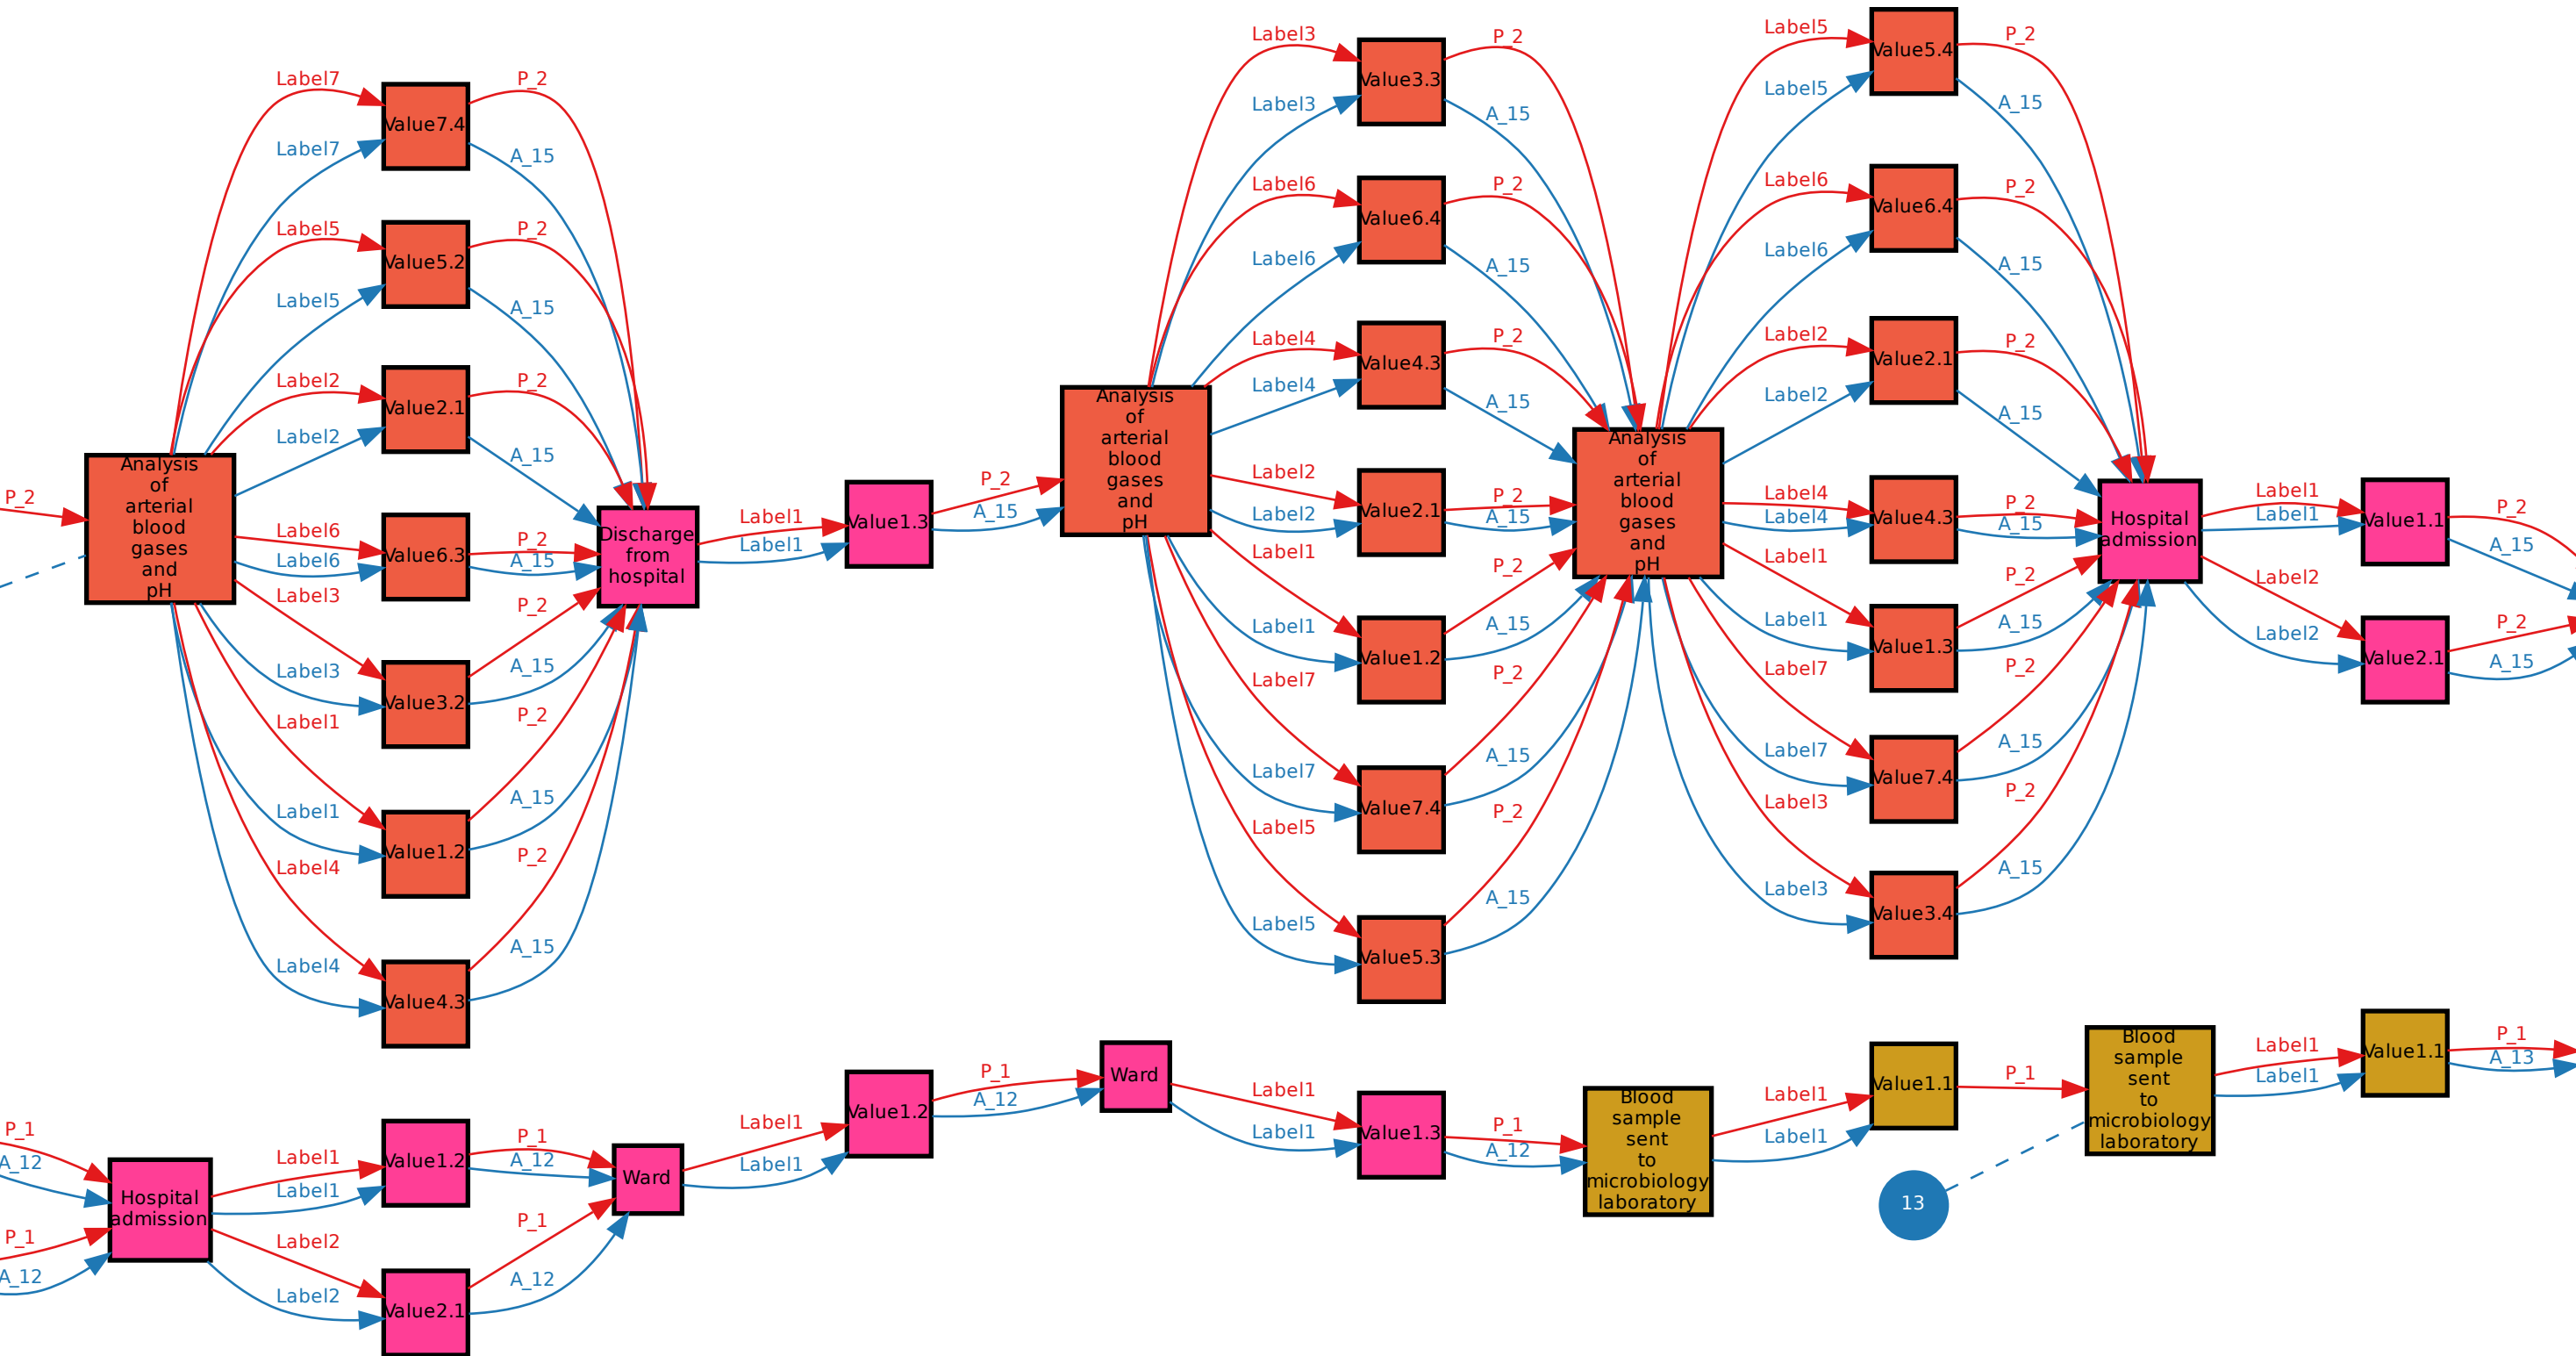 P_2
Analysis
of
arterial
blood
gases
and
pH
Label7
Label7
Label5
Label5
Label2
Label2
Label6
Label6
Label3
Label3
Label1
Label1
Label4
Label4
Value7.4
Value5.2
Value2.1
Value6.3
Value3.2
Value1.2
Value4.3
P_2
A_15
P_2
A_15
P_2
A_15
P_2
A_15
P_2
A_15
P_2
A_15
P_2
A_15
Discharge
from
hospital
Label1
Label1
Value1.3
P_2
A_15
Analysis
of
arterial
blood
gases
and
pH
Label3
Label3
Label6
Label6
Label4
Label4
Label2
Label2
Label1
Label1
Label7
Label7
Label5
Label5
Value3.3
Value6.4
Value4.3
Value2.1
Value1.2
Value7.4
Value5.3
P_2
A_15
P_2
A_15
P_2
A_15
P_2
A_15
P_2
A_15
P_2
A_15
P_2
A_15
Analysis
of
arterial
blood
gases
and
pH
Label5
Label5
Label6
Label6
Label2
Label2
Label4
Label4
Label1
Label1
Label7
Label7
Label3
Label3
Value5.4
Value6.4
Value2.1
Value4.3
Value1.3
Value7.4
Value3.4
P_2
A_15
P_2
A_15
P_2
A_15
P_2
A_15
P_2
A_15
P_2
A_15
P_2
A_15
Hospital
admission
Label1
Label1
Label2
Label2
Value1.1
Value2.1
P_2
A_15
P_2
A_15
P_1
A_12
P_1
A_12
Hospital
admission
Label1
Label1
Label2
Label2
Value1.2
Value2.1
P_1
A_12
P_1
A_12
Ward
Label1
Label1
Value1.2
P_1
A_12
Ward
Label1
Label1
Value1.3
P_1
A_12
Blood
sample
sent
to
microbiology
laboratory
Label1
Label1
Value1.1
13
P_1
Blood
sample
sent
to
microbiology
laboratory
Label1
Label1
Value1.1
P_1
A_13